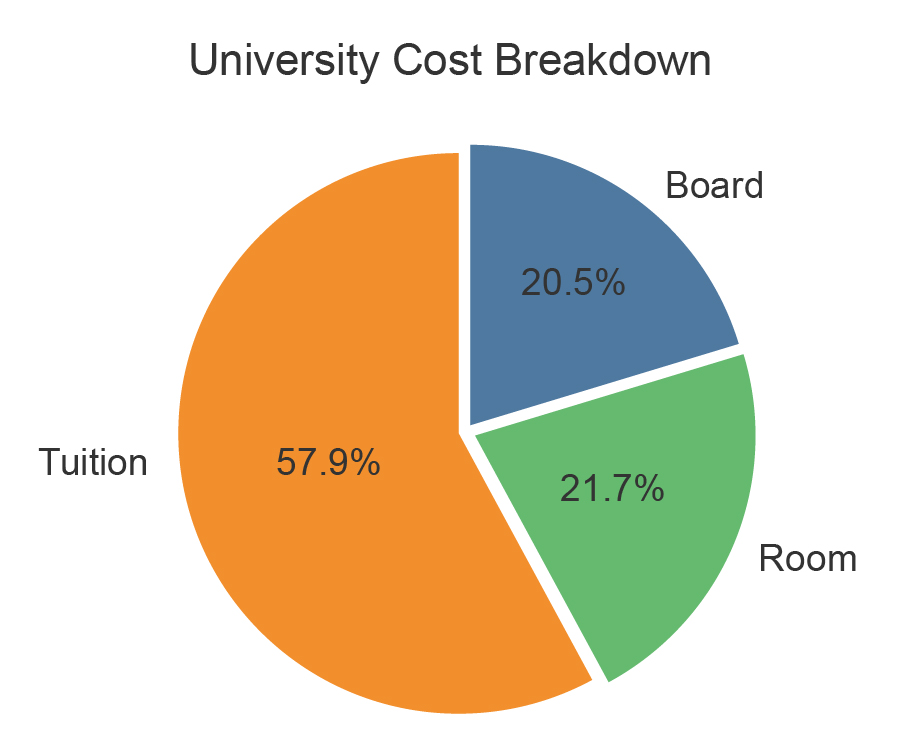 University Cost Breakdown
Board
20.5%
Tuition
57.9%
21.7%
Room